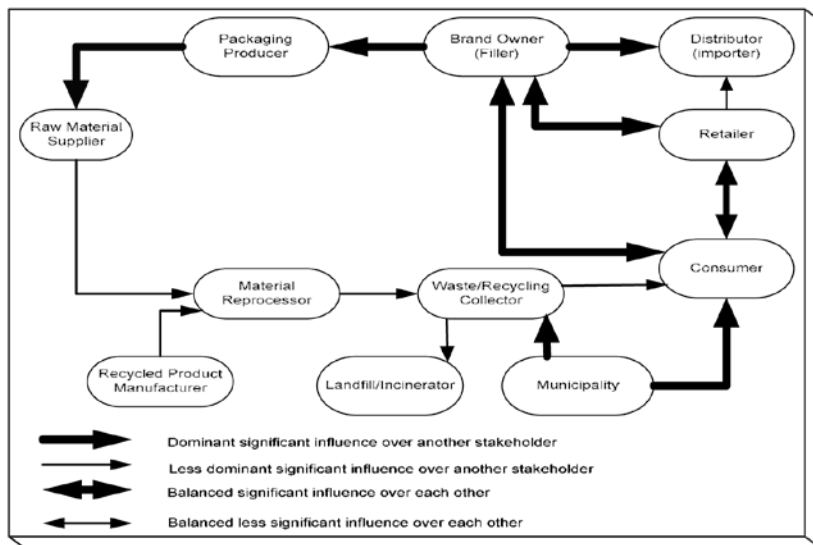 Packaging
Producer
Brand Owner
(Filler)
Distributor
(importer)
Raw Material
Supplier
Retailer
Consumer
Material
Reprocessor
Waste/Recycling
Collector
Recycled Product
Manufacturer
Landfill/Incinerator
Municipality
Dominant significant influence over another stakeholder
Less dominant significant influence over another stakeholder
Balanced significant influence over each other
Balanced less significant influence over each other